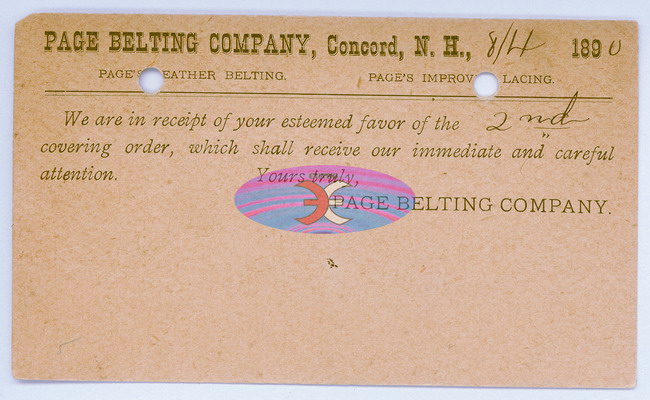 PAGE BELTING COMPANY, Concord, N. H., 8/4 1890
PAGE'S LEATHER BELTING. PAGE'S IMPROVED LACING.
We are in receipt of your esteemed favor of the 2nd
covering order, which shall receive our immediate and careful
attention. Yours truly,
PAGE BELTING COMPANY.